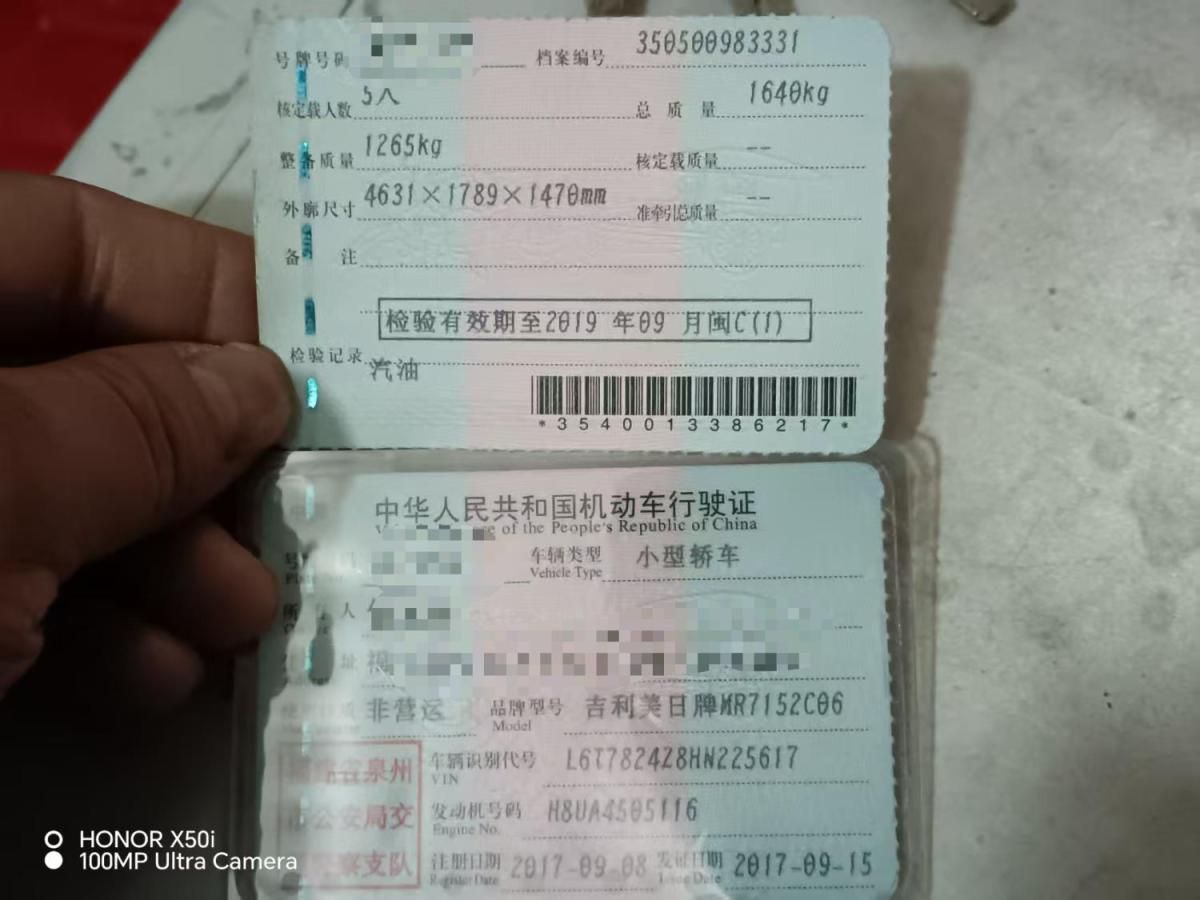 号牌号码 档案编号 350500983331
核定载人数 5人 总质量 1640kg
整备质量 1265kg 核定载质量 --
外廓尺寸 4631×1789×1470mm 准牵引总质量 --
备注
检验有效期至2019年09月闽C(1)
检验记录
汽油
*3540013386217*
中华人民共和国机动车行驶证
of the People's Republic of China
车辆类型 小型轿车
Vehicle Type
人
址
非营运 品牌型号 吉利美日牌MR7152C06
Model
车辆识别代号 L6T7824Z8HN225617
VIN
省泉州
发动机号码 H8UA4505116
Engine No.
公安局交
注册日期 2017-09-08 发证日期 2017-09-15
Register Date Issue Date
察支队
HONOR X50i
100MP Ultra Camera